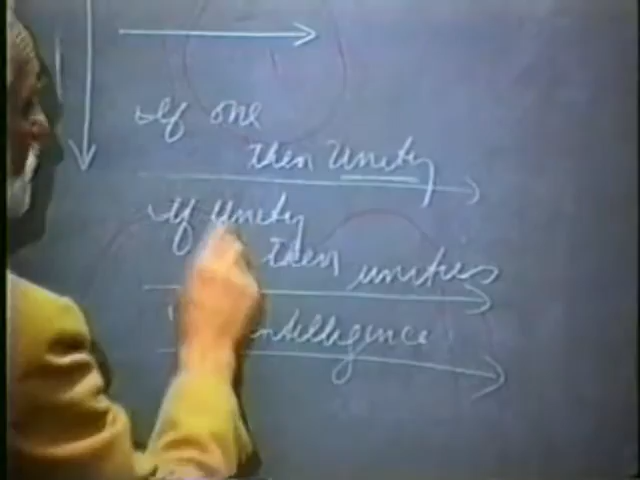 If one
then Unity
If Unity
then unities
intelligence